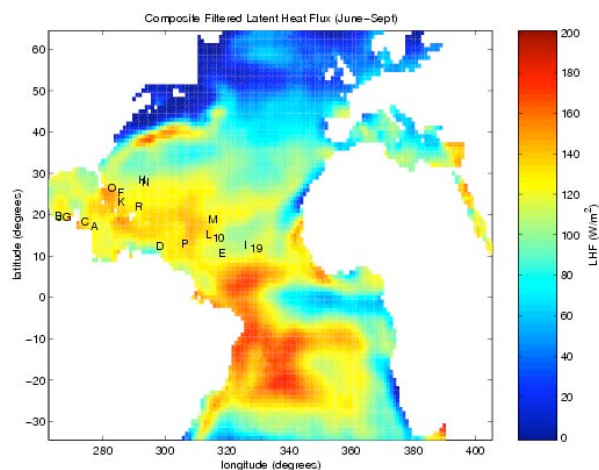 Composite Filtered Latent Heat Flux (June-Sept)
latitude (degrees)
60
50
40
30
20
10
0
-10
-20
-30
O F
K
H
N
R
B G
C A
D
P
M
L 10
E
I 19
280 300 320 340 360 380 400
longitude (degrees)
200
180
160
140
120
100
80
60
40
20
0
LHF (W/m²)